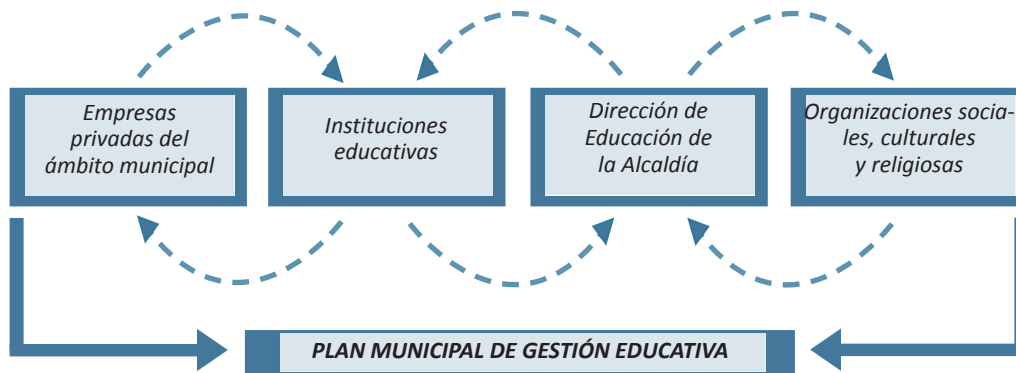 Empresas
privadas del
ámbito municipal
Instituciones
educativas
Dirección de
Educación de
la Alcaldía
Organizaciones socia-
les, culturales
y religiosas
PLAN MUNICIPAL DE GESTIÓN EDUCATIVA